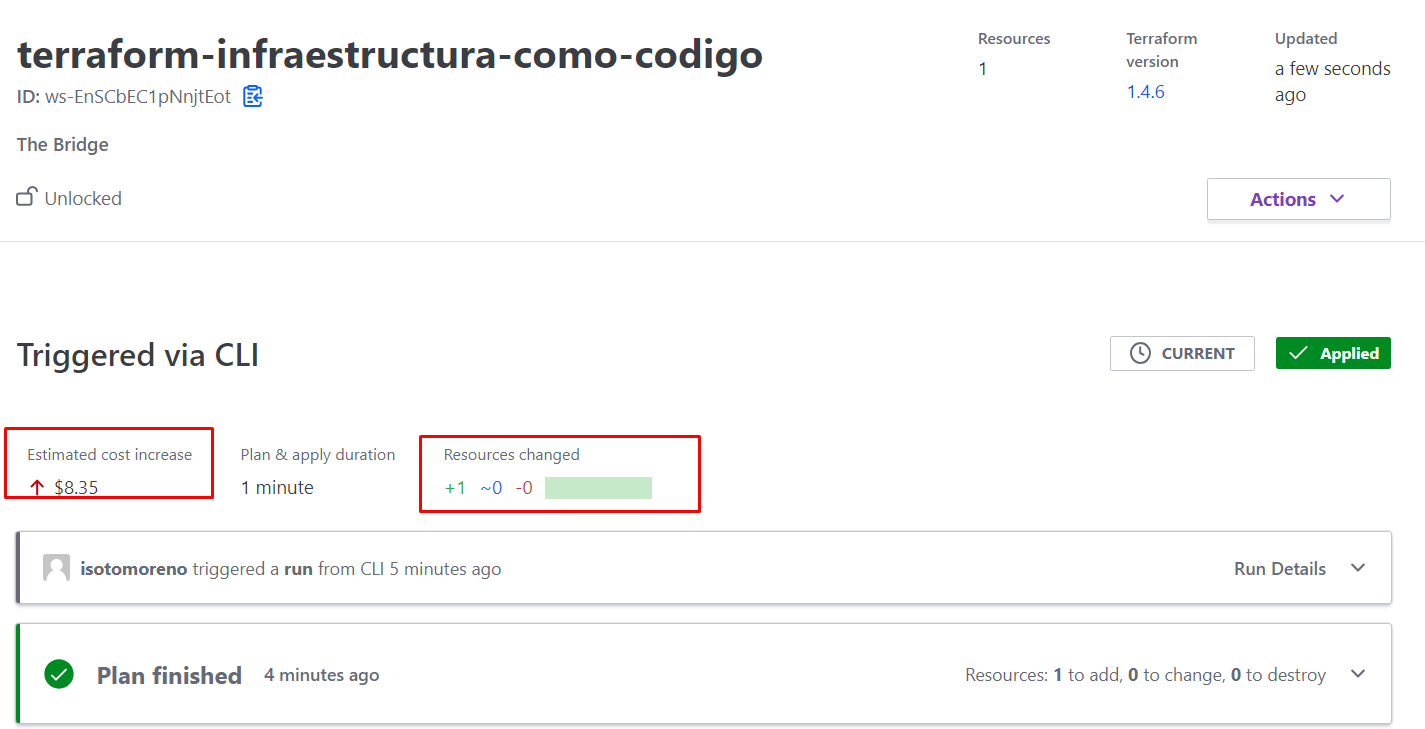 terraform-infraestructura-como-codigo
ID: ws-EnSCbEC1pNnjtEot
The Bridge
Unlocked
Resources
1
Terraform
version
1.4.6
Updated
a few seconds
ago
Actions
Triggered via CLI
CURRENT
Applied
Estimated cost increase
$8.35
Plan & apply duration
1 minute
Resources changed
+1 ~0 -0
isotomoreno triggered a run from CLI 5 minutes ago
Run Details
Plan finished 4 minutes ago
Resources: 1 to add, 0 to change, 0 to destroy